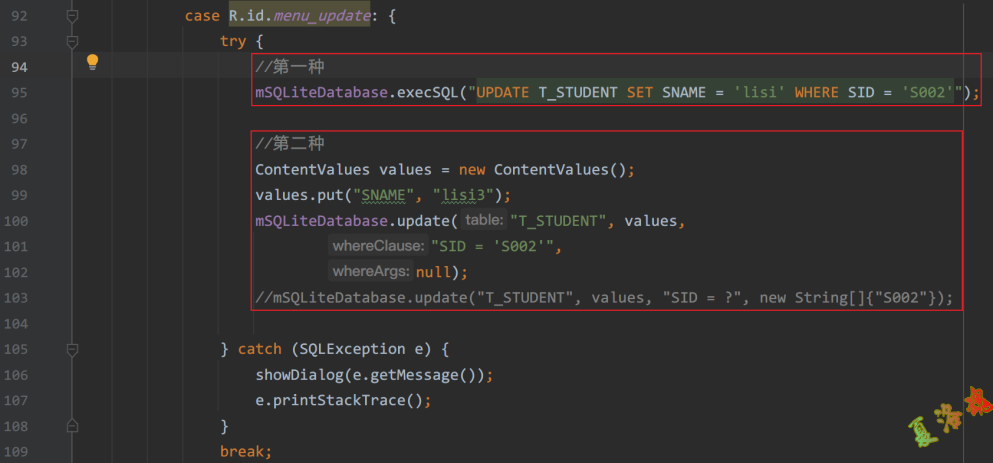 92 case R.id.menu_update: {
93 try {
94 //第一种
95 mSQLiteDatabase.execSQL("UPDATE T_STUDENT SET SNAME = 'lisi' WHERE SID = 'S002'");
96
97 //第二种
98 ContentValues values = new ContentValues();
99 values.put("SNAME", "lisi3");
100 mSQLiteDatabase.update( table: "T_STUDENT", values,
101 whereClause: "SID = 'S002'",
102 whereArgs: null);
103 //mSQLiteDatabase.update("T_STUDENT", values, "SID = ?", new String[]{"S002"});
104
105 } catch (SQLException e) {
106 showDialog(e.getMessage());
107 e.printStackTrace();
108 }
109 break;